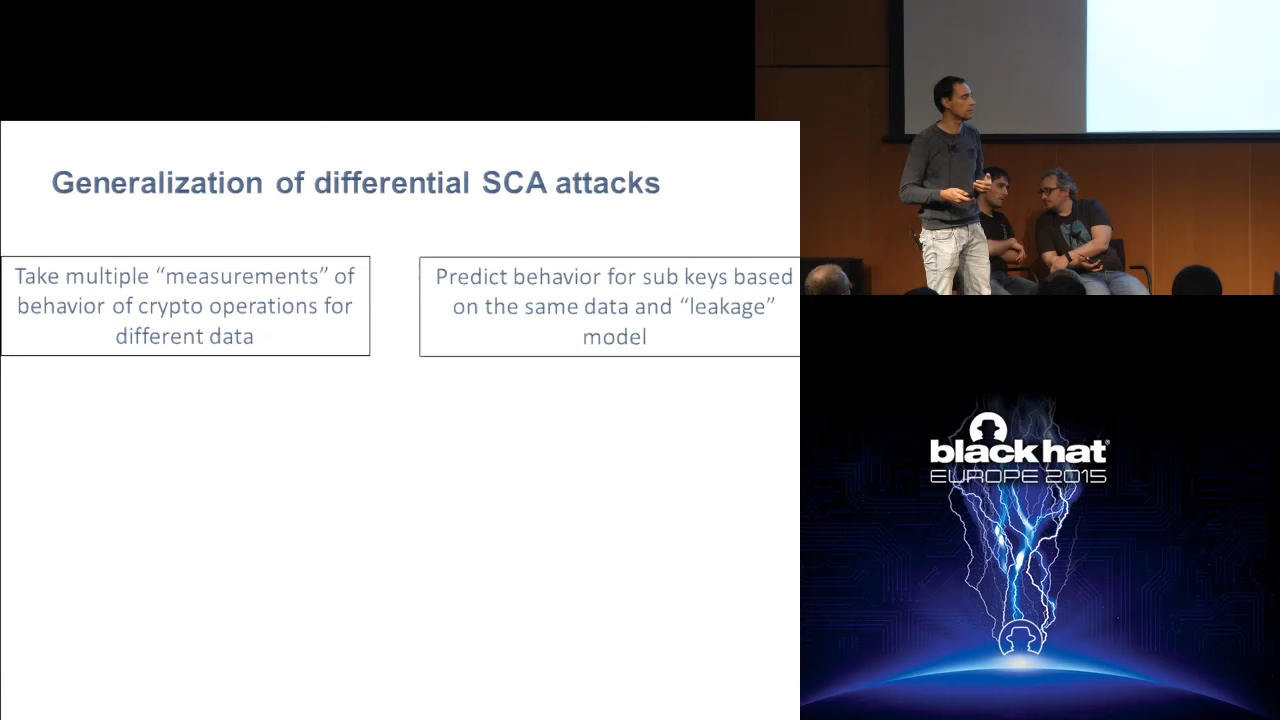 Generalization of differential SCA attacks
Take multiple “measurements” of
behavior of crypto operations for
different data
Predict behavior for sub keys based
on the same data and “leakage”
model
black hat®
EUROPE 2015